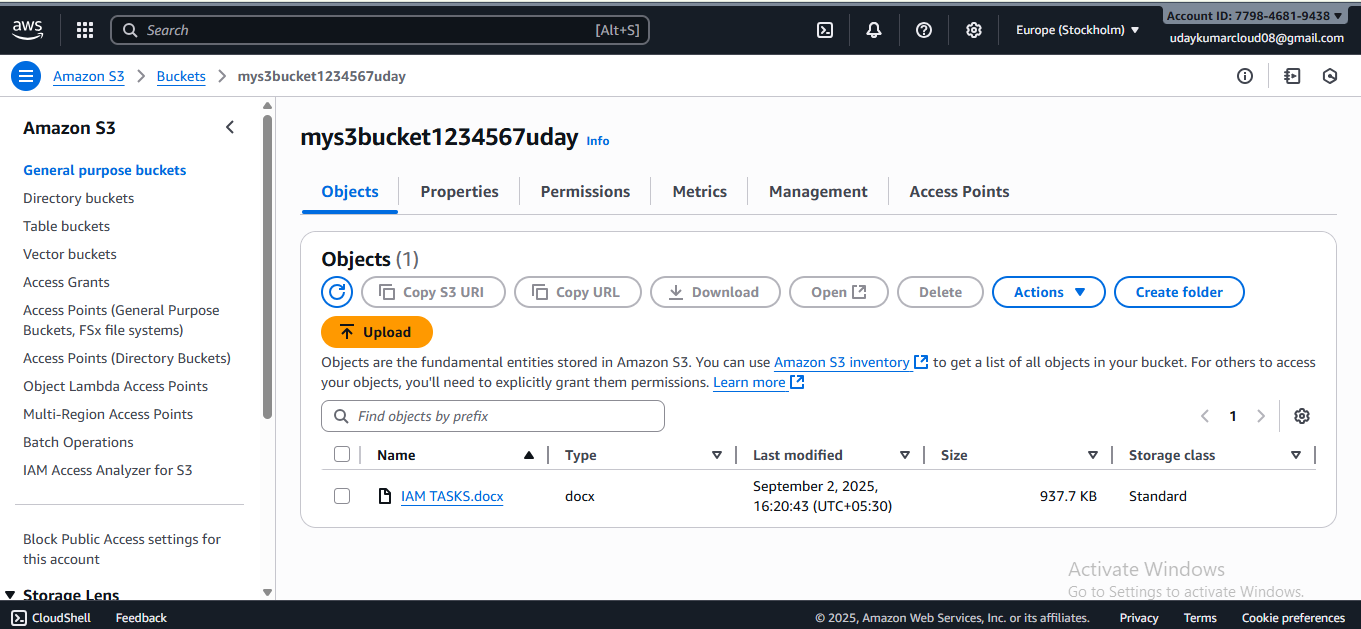 aws
Search [Alt+S]
Europe (Stockholm)
Account ID: 7798-4681-9438
udaykumarcloud08@gmail.com
Amazon S3
Buckets
mys3bucket1234567uday
Amazon S3
General purpose buckets
Directory buckets
Table buckets
Vector buckets
Access Grants
Access Points (General Purpose
Buckets, FSx file systems)
Access Points (Directory Buckets)
Object Lambda Access Points
Multi-Region Access Points
Batch Operations
IAM Access Analyzer for S3
Block Public Access settings for
this account
Storage Lens
mys3bucket1234567uday Info
Objects Properties Permissions Metrics Management Access Points
Objects (1)
Copy S3 URI Copy URL Download Open Delete Actions Create folder
Upload
Objects are the fundamental entities stored in Amazon S3. You can use Amazon S3 inventory to get a list of all objects in your bucket. For others to access
your objects, you'll need to explicitly grant them permissions. Learn more
Find objects by prefix
1
Name Type Last modified Size Storage class
IAM TASKS.docx docx September 2, 2025, 937.7 KB Standard
16:20:43 (UTC+05:30)
Activate Windows
Go to Settings to activate Windows.
CloudShell Feedback © 2025, Amazon Web Services, Inc. or its affiliates. Privacy Terms Cookie preferences